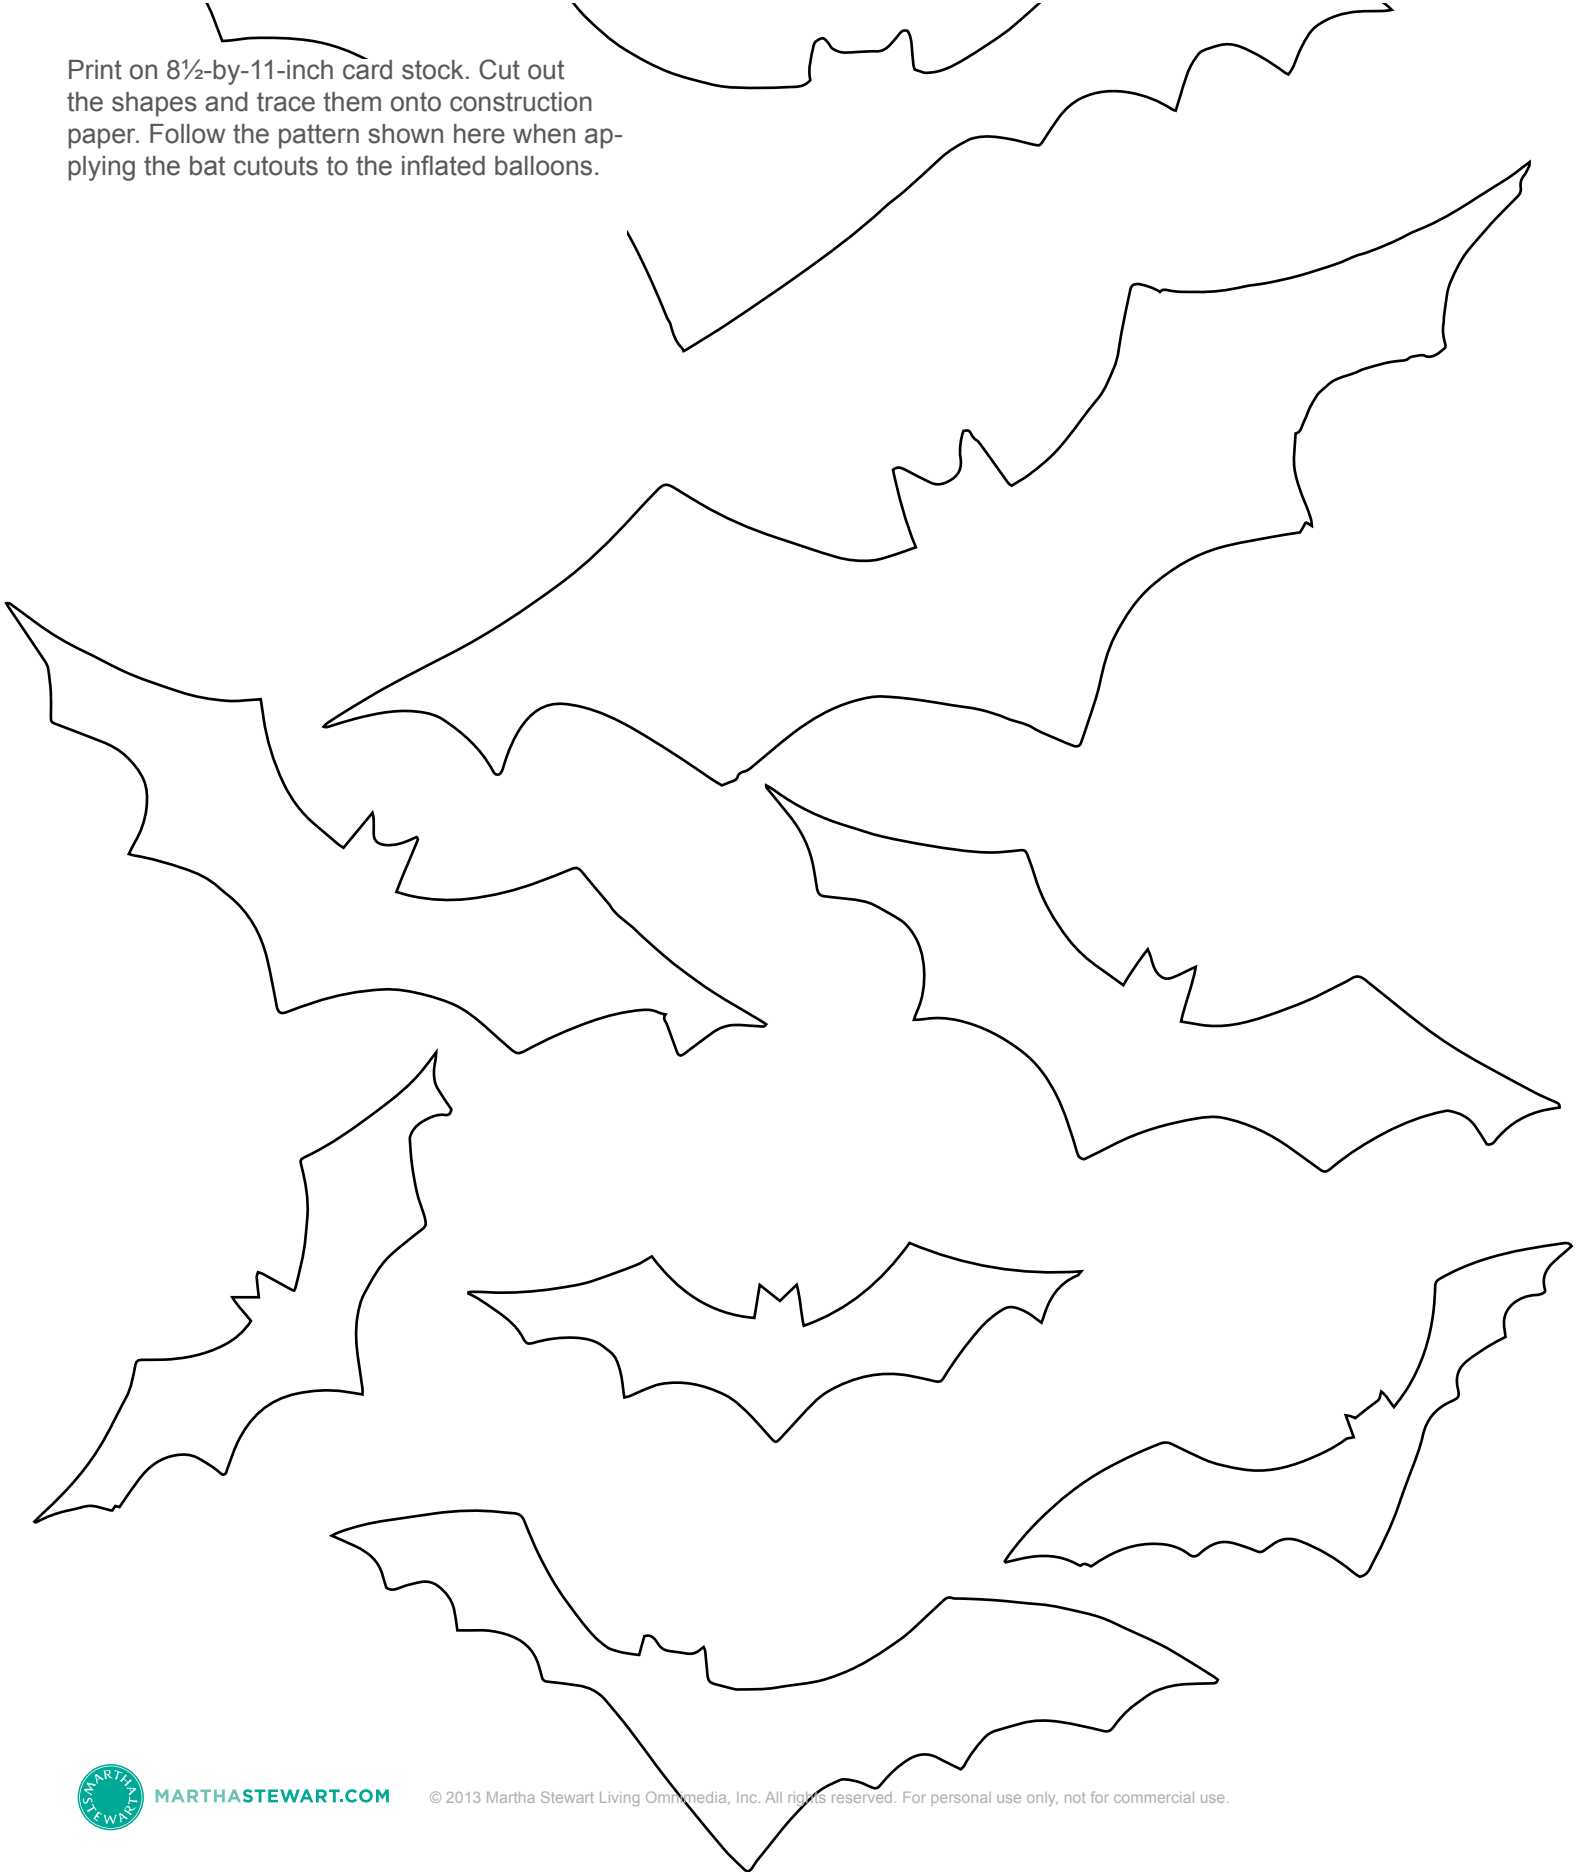 Print on 8½-by-11-inch card stock. Cut out
the shapes and trace them onto construction
paper. Follow the pattern shown here when ap-
plying the bat cutouts to the inflated balloons.
MARTHA STEWART
MARTHASTEWART.COM
© 2013 Martha Stewart Living Omnimedia, Inc. All rights reserved. For personal use only, not for commercial use.